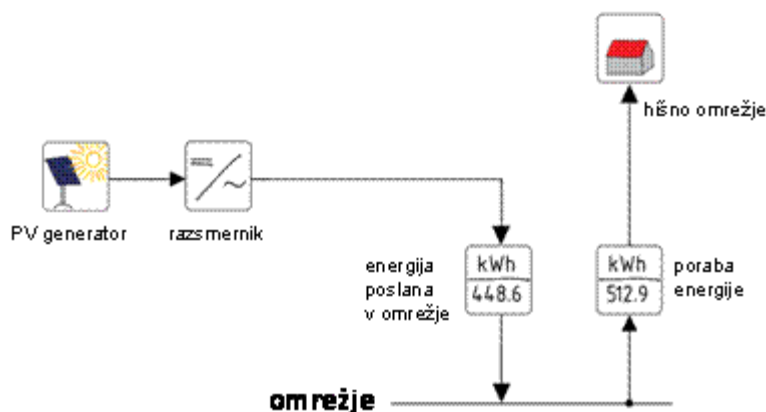 hišno omrežje
PV generator
razsmernik
energija
poslana
v omrežje
kWh
448.6
kWh
512.9
poraba
energije
omrežje